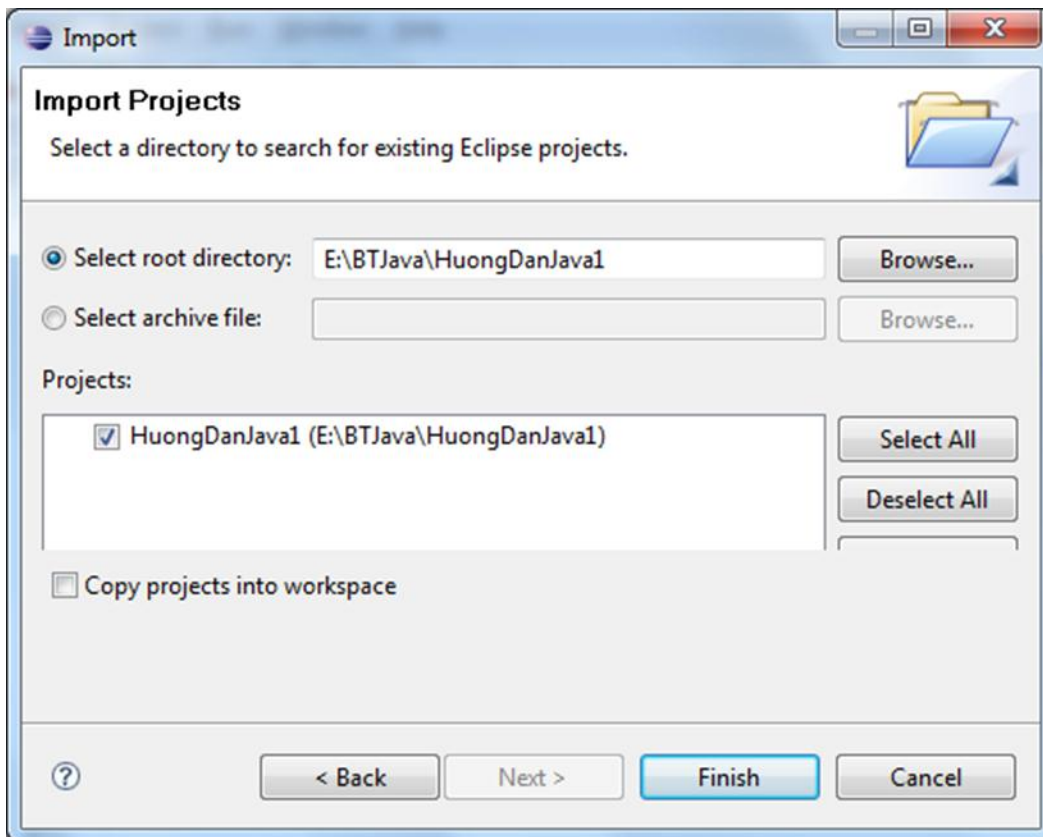 Import
Import Projects
Select a directory to search for existing Eclipse projects.
Select root directory: E:\BTJava\HuongDanJava1 Browse...
Select archive file: Browse...
Projects:
HuongDanJava1 (E:\BTJava\HuongDanJava1) Select All
Deselect All
Copy projects into workspace
? < Back Next > Finish Cancel